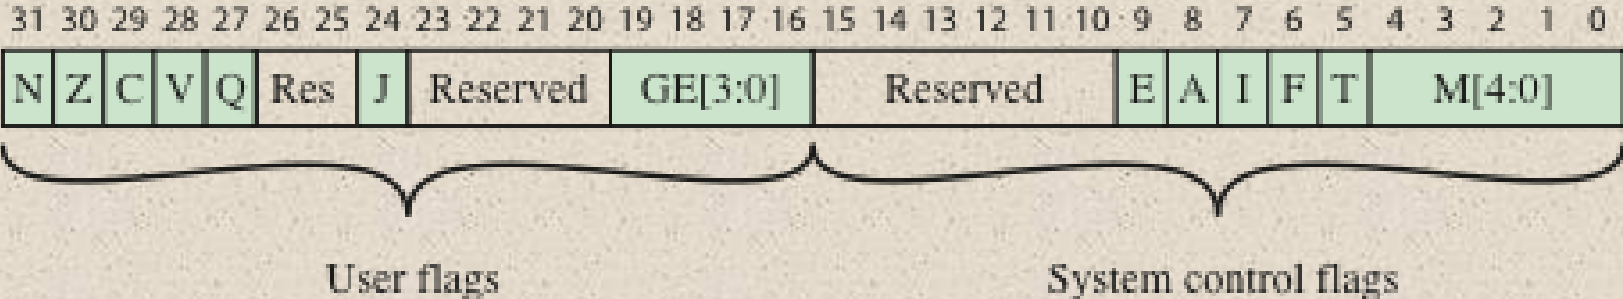 31 30 29 28 27 26 25 24 23 22 21 20 19 18 17 16 15 14 13 12 11 10 9 8 7 6 5 4 3 2 1 0
N Z C V Q Res J Reserved GE[3:0] Reserved E A I F T M[4:0]
User flags System control flags